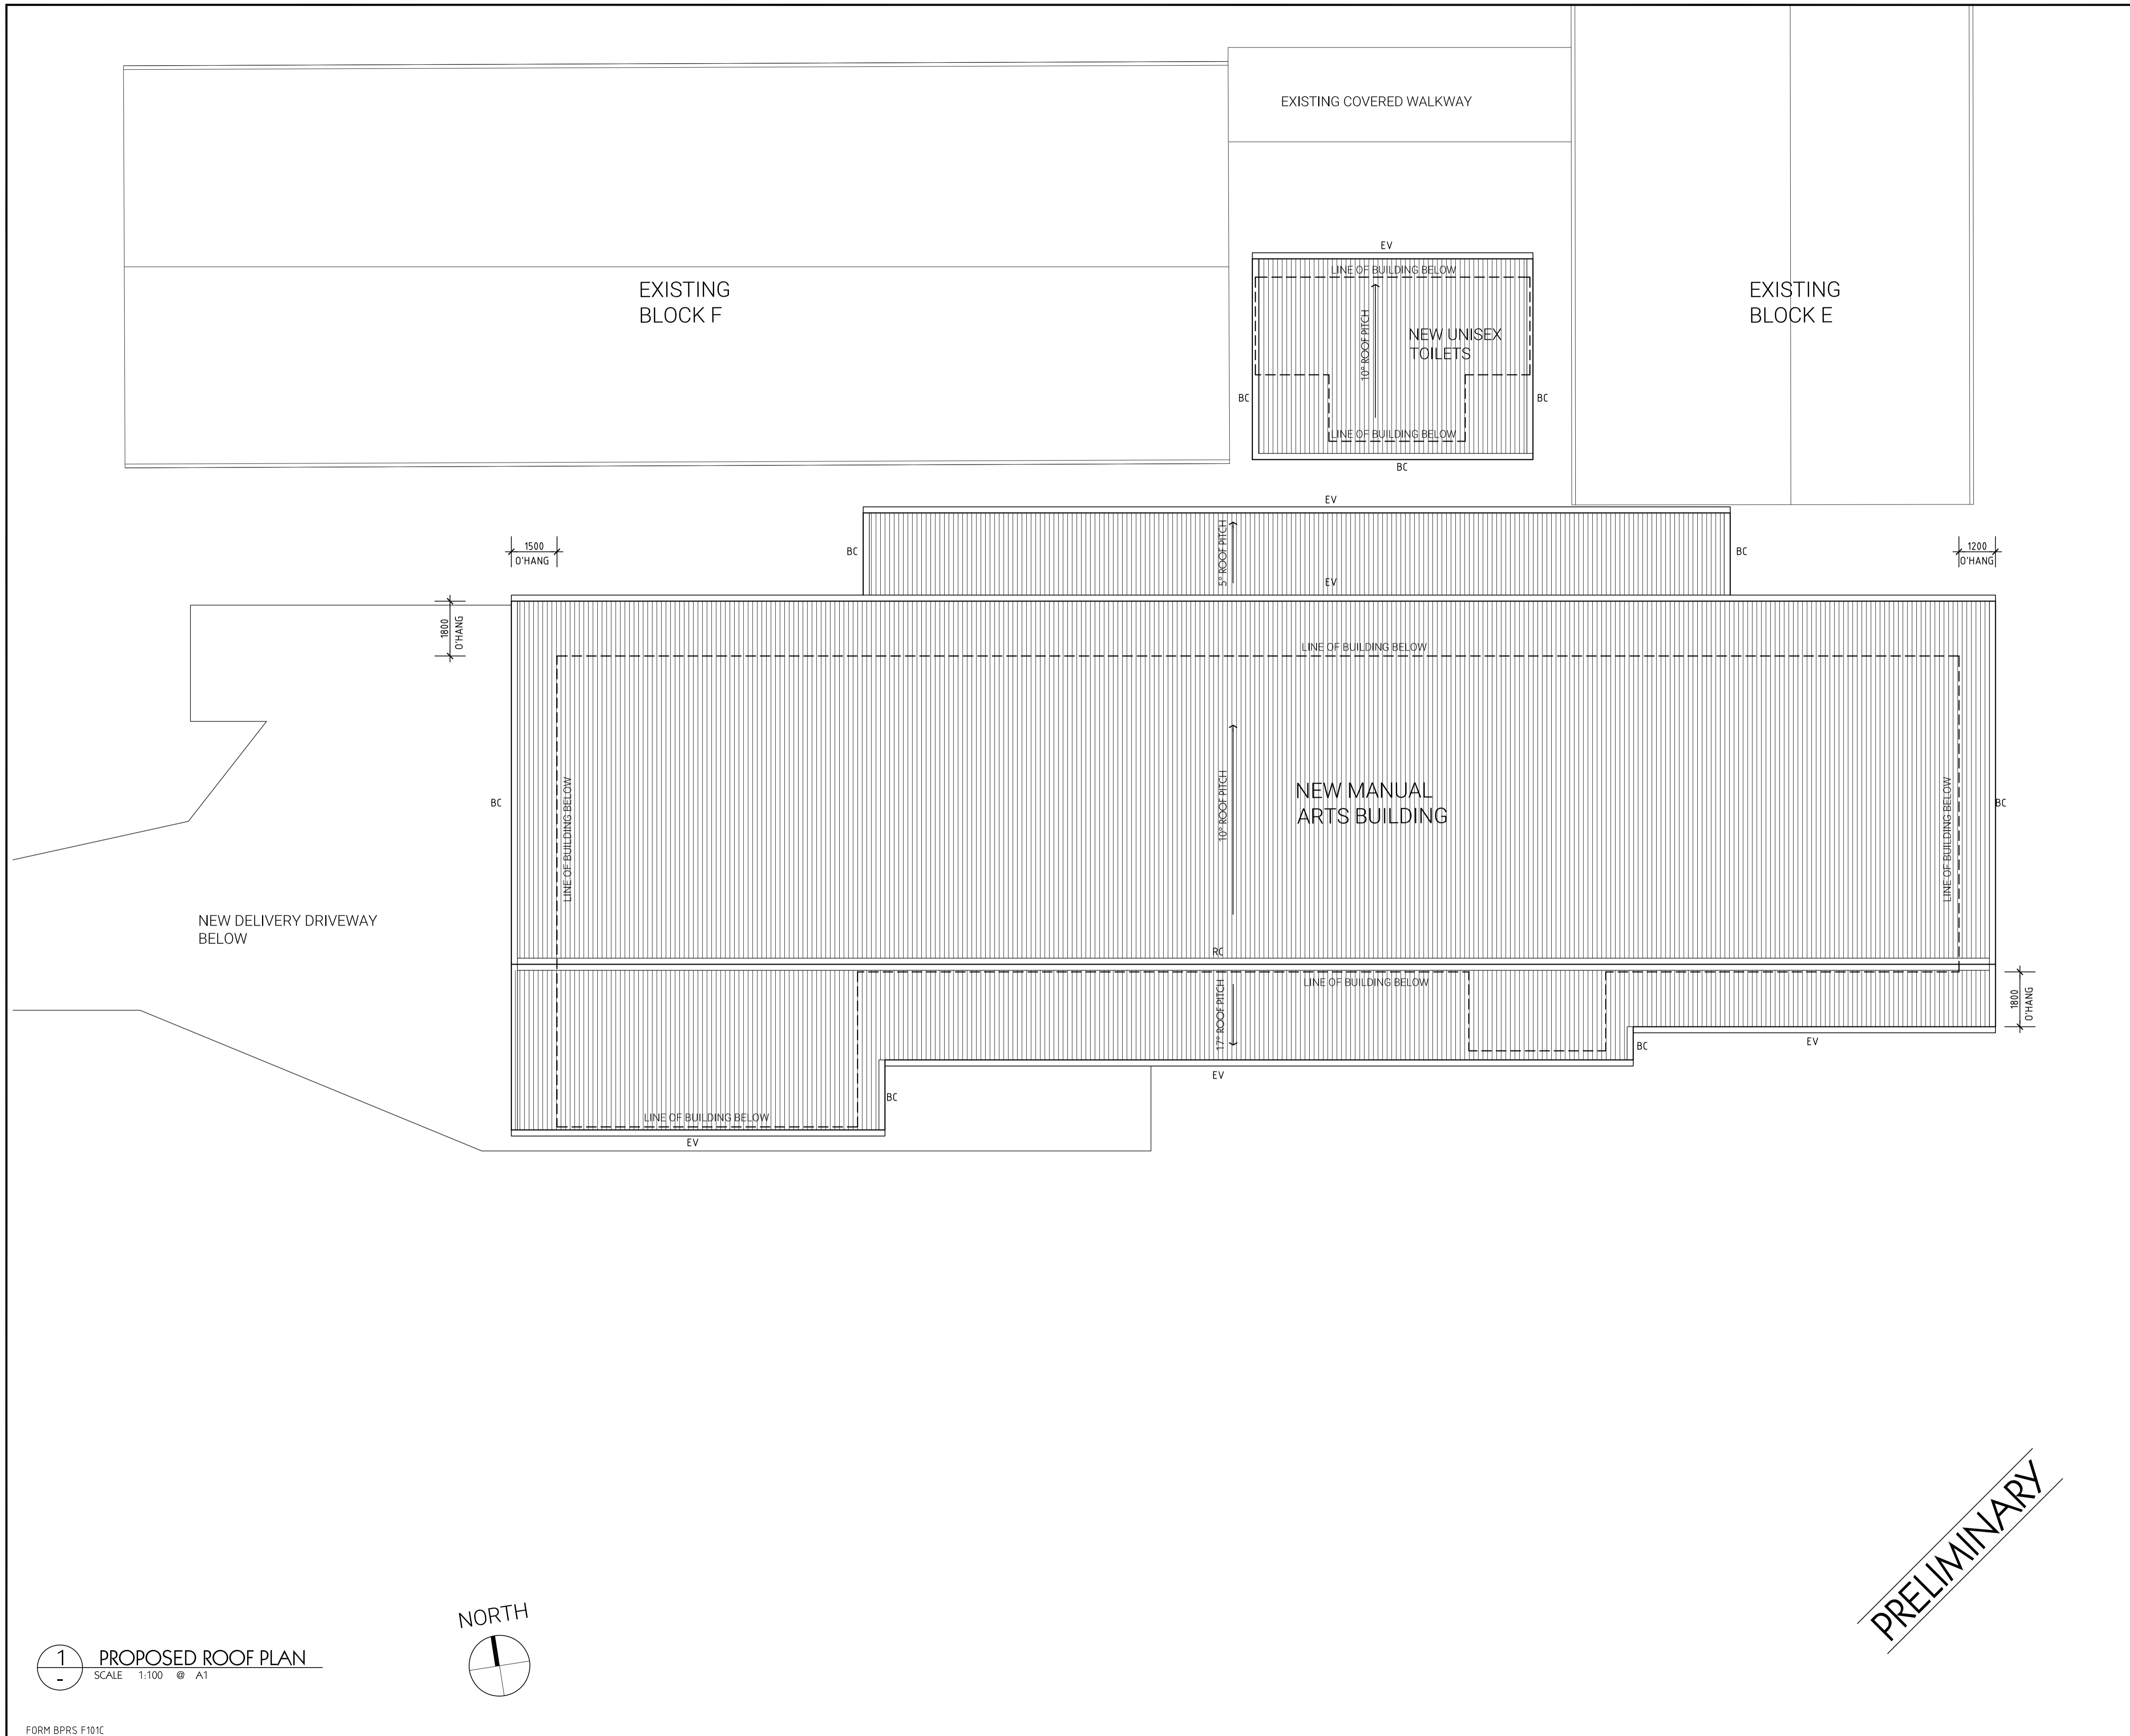 EXISTING COVERED WALKWAY
EV
LINE OF BUILDING BELOW
EXISTING
BLOCK F
10° ROOF PITCH
NEW UNISEX
TOILETS
EXISTING
BLOCK E
BC
BC
LINE OF BUILDING BELOW
BC
EV
1500
O'HANG
BC
5° ROOF PITCH
BC
1200
O'HANG
EV
1800
O'HANG
LINE OF BUILDING BELOW
BC
LINE OF BUILDING BELOW
10° ROOF PITCH
NEW MANUAL
ARTS BUILDING
LINE OF BUILDING BELOW
BC
NEW DELIVERY DRIVEWAY
BELOW
RC
LINE OF BUILDING BELOW
17° ROOF PITCH
1800
O'HANG
BC
EV
EV
BC
LINE OF BUILDING BELOW
EV
PRELIMINARY
NORTH
1
-
PROPOSED ROOF PLAN
SCALE 1:100 @ A1
FORM BPRS F101C